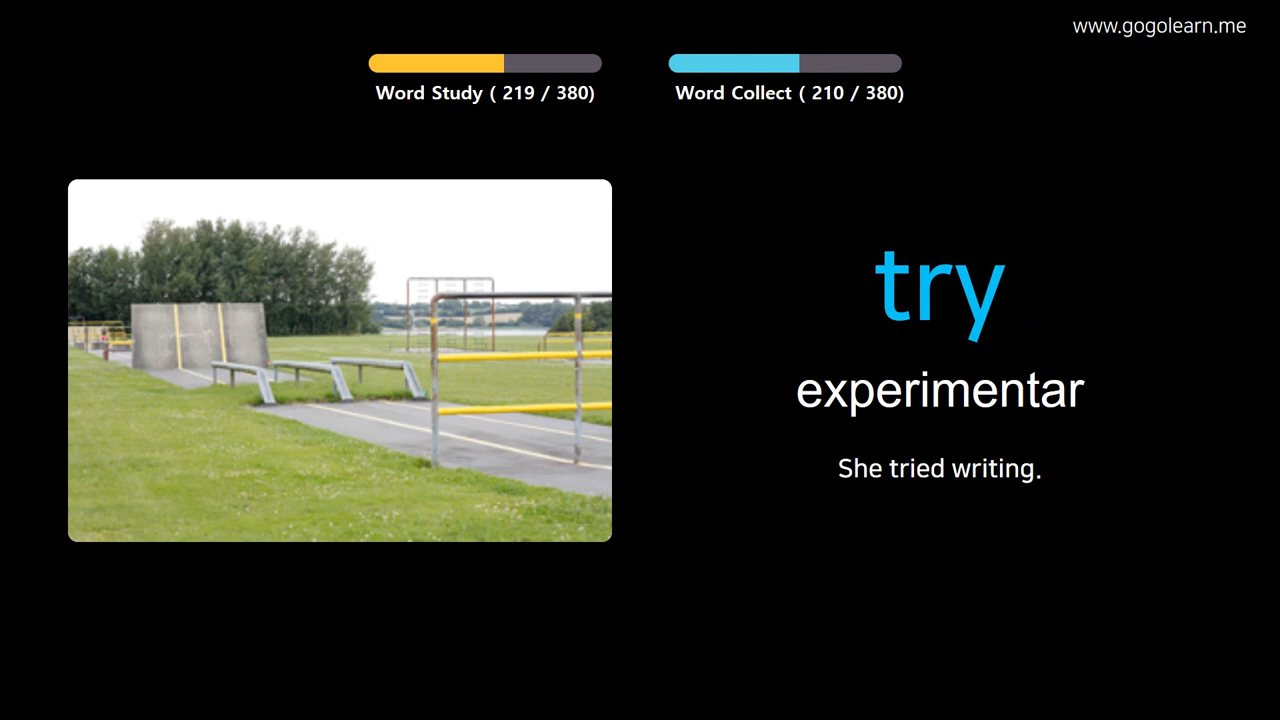 www.gogolearn.me
Word Study ( 219 / 380)
Word Collect ( 210 / 380)
try
experimentar
She tried writing.